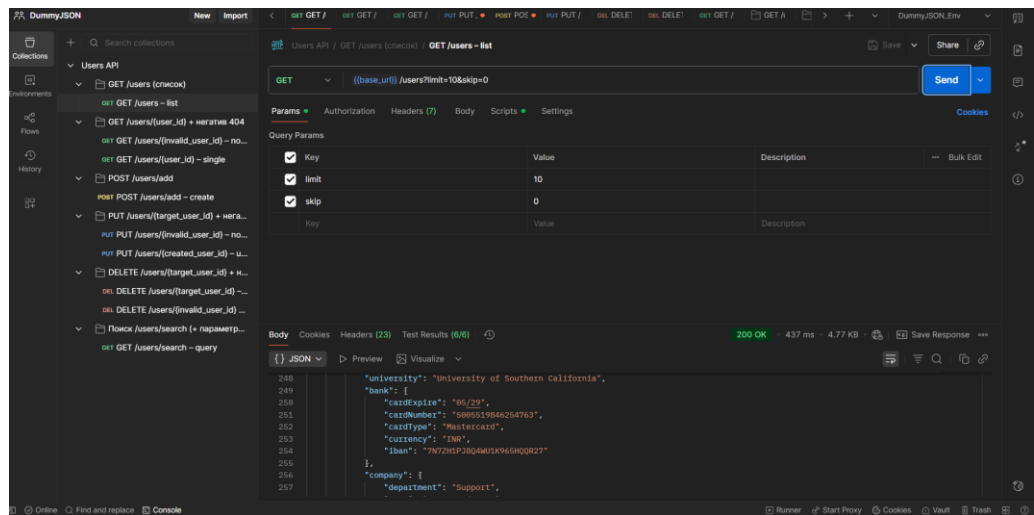 DummyJSON New Import
GET GET / GET GET / GET GET / PUT PUT_ POST POS PUT PUT / DEL DELET DEL DELET GET GET / GET /u DummyJSON_Env
Collections
Environments
Flows
History
Search collections
Users API
GET /users (список)
GET GET /users – list
GET /users/{user_id} + негатив 404
GET GET /users/{invalid_user_id} – no...
GET GET /users/{user_id} – single
POST /users/add
POST POST /users/add – create
PUT /users/{target_user_id} + нега...
PUT PUT /users/{invalid_user_id} – no...
PUT PUT /users/{created_user_id} – u...
DELETE /users/{target_user_id} + н...
DEL DELETE /users/{target_user_id} –...
DEL DELETE /users/{invalid_user_id} ...
Поиск /users/search (+ параметр...
GET GET /users/search – query
Users API / GET /users (список) / GET /users – list Save Share
GET {{base_url}} /users?limit=10&skip=0 Send
Params Authorization Headers (7) Body Scripts Settings Cookies
Query Params
Key Value Description Bulk Edit
limit 10
skip 0
Key Value Description
Body Cookies Headers (23) Test Results (6/6) 200 OK 437 ms 4.77 KB Save Response
{} JSON Preview Visualize
248 "university": "University of Southern California",
249 "bank": {
250 "cardExpire": "05/29",
251 "cardNumber": "5005519846254763",
252 "cardType": "Mastercard",
253 "currency": "INR",
254 "iban": "7N7ZH1PJ8Q4WU1K965HQQR27"
255 },
256 "company": {
257 "department": "Support",
Online Find and replace Console Runner Start Proxy Cookies Vault Trash